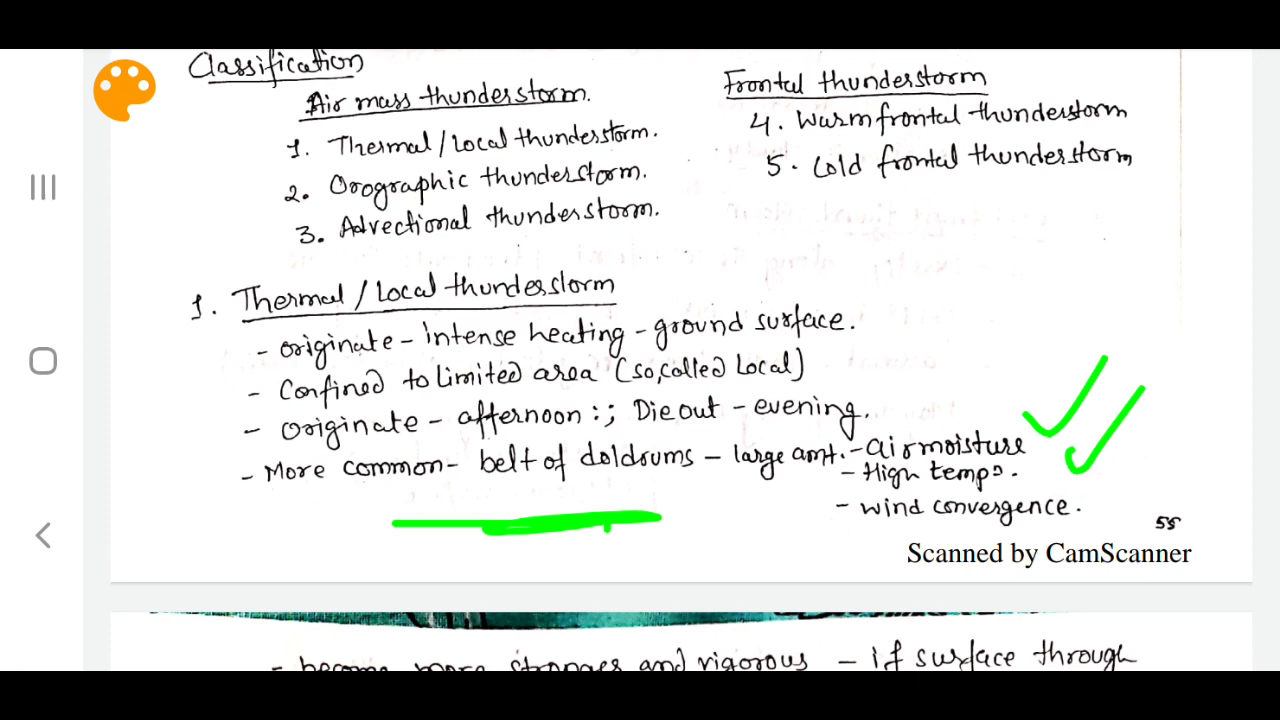 Classification
Air mass thunderstorm.
1. Thermal/Local thunderstorm.
2. Orographic thunderstorm.
3. Advectional thunderstorm.
Frontal thunderstorm
4. Warm frontal thunderstorm
5. Cold frontal thunderstorm
1. Thermal/Local thunderstorm
- originate - intense heating - ground surface.
- Confined to limited area (so, called Local)
- originate - afternoon :; Die out - evening.
- More common - belt of doldrums - large amt. - air moisture
- High temps.
- wind convergence.
55
Scanned by CamScanner
- become more stronger and rigorous - if surface through